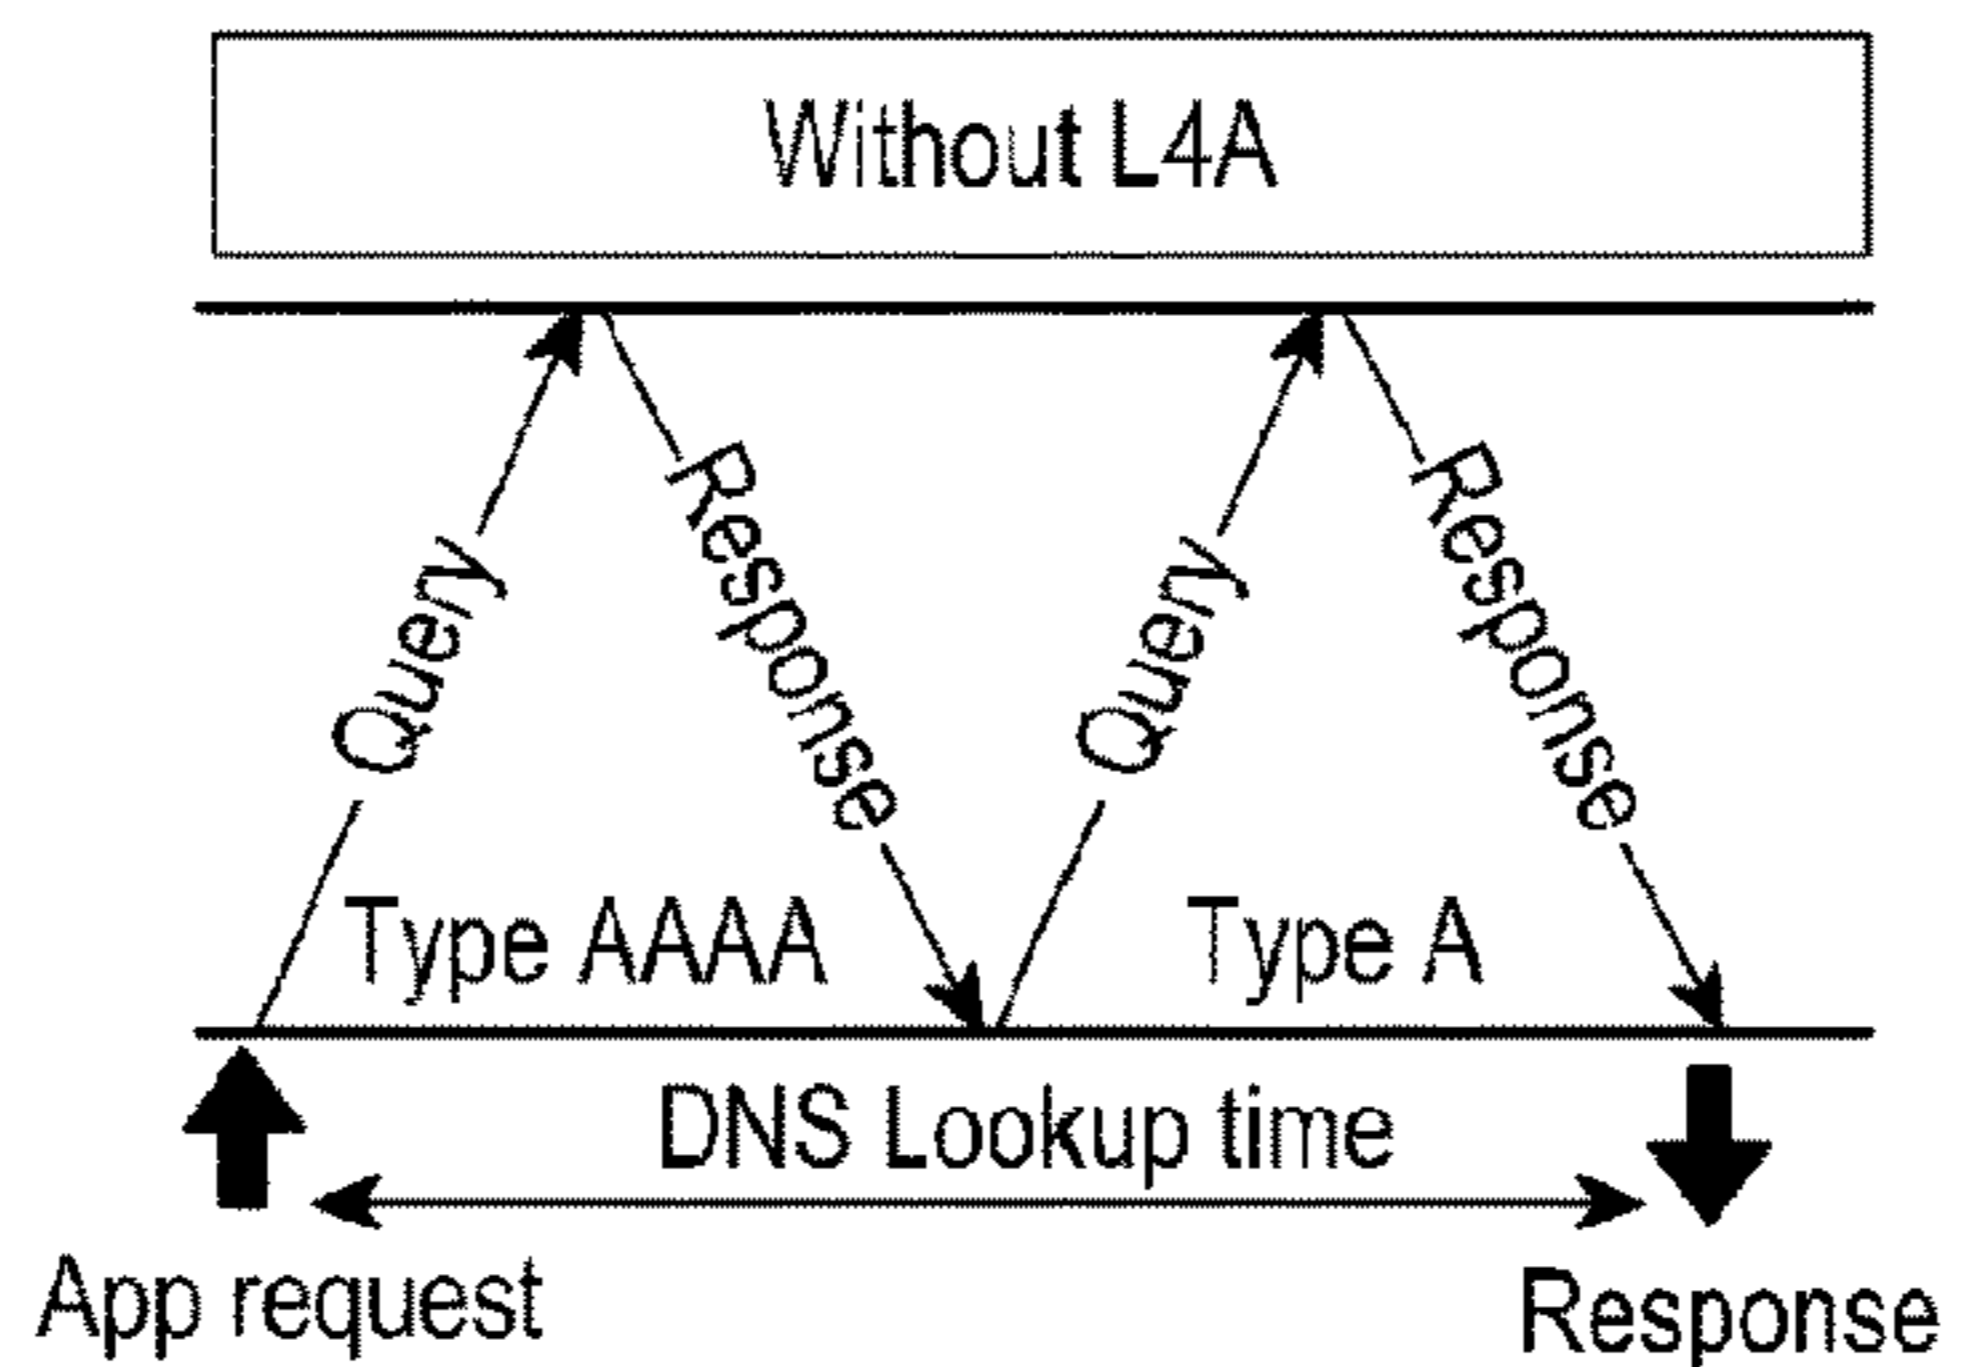 Without L4A
Query
Response
Query
Response
Type AAAA
Type A
DNS Lookup time
App request
Response